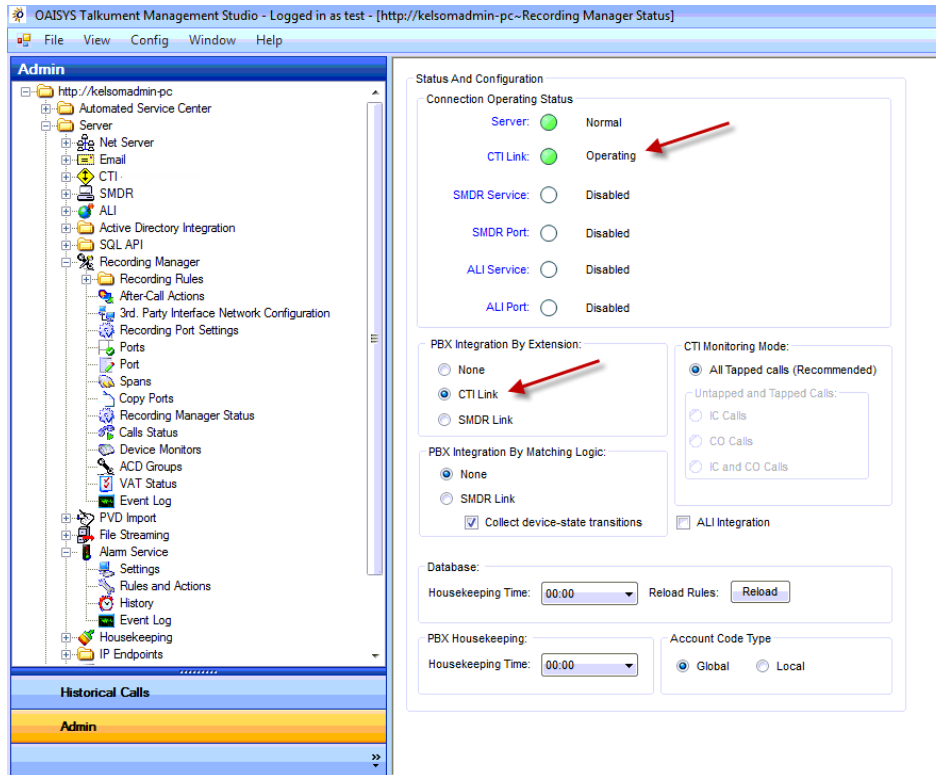 OAISYS Talkument Management Studio - Logged in as test - [http://kelsomadmin-pc~Recording Manager Status]
File View Config Window Help
Admin
http://kelsomadmin-pc
Automated Service Center
Server
Net Server
Email
CTI
SMDR
ALI
Active Directory Integration
SQL API
Recording Manager
Recording Rules
After-Call Actions
3rd. Party Interface Network Configuration
Recording Port Settings
Ports
Port
Spans
Copy Ports
Recording Manager Status
Calls Status
Device Monitors
ACD Groups
VAT Status
Event Log
PVD Import
File Streaming
Alarm Service
Settings
Rules and Actions
History
Event Log
Housekeeping
IP Endpoints
Historical Calls
Admin
Status And Configuration
Connection Operating Status
Server: Normal
CTI Link: Operating
SMDR Service: Disabled
SMDR Port: Disabled
ALI Service: Disabled
ALI Port: Disabled
PBX Integration By Extension:
None
CTI Link
SMDR Link
CTI Monitoring Mode:
All Tapped calls (Recommended)
Untapped and Tapped Calls:
IC Calls
CO Calls
IC and CO Calls
PBX Integration By Matching Logic:
None
SMDR Link
Collect device-state transitions
ALI Integration
Database:
Housekeeping Time: 00:00 Reload Rules: Reload
PBX Housekeeping:
Housekeeping Time: 00:00
Account Code Type
Global Local